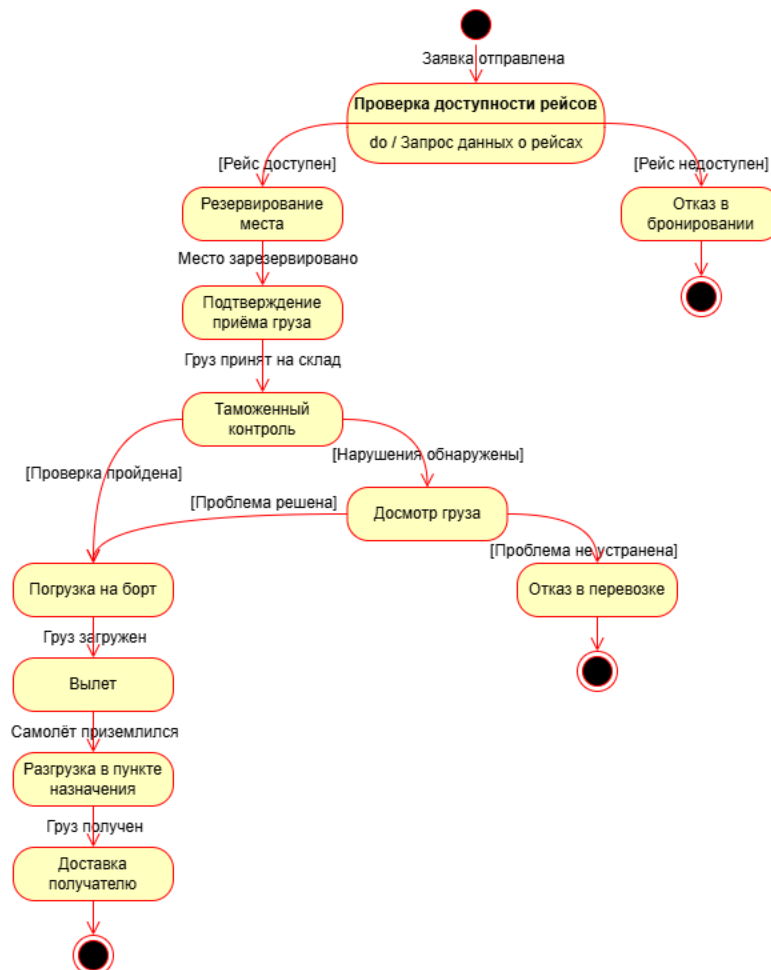 Заявка отправлена
Проверка доступности рейсов
do / Запрос данных о рейсах
[Рейс доступен]
[Рейс недоступен]
Резервирование
места
Отказ в
бронировании
Место зарезервировано
Подтверждение
приёма груза
Груз принят на склад
Таможенный
контроль
[Проверка пройдена]
[Нарушения обнаружены]
[Проблема решена]
Досмотр груза
[Проблема не устранена]
Погрузка на борт
Отказ в перевозке
Груз загружен
Вылет
Самолёт приземлился
Разгрузка в пункте
назначения
Груз получен
Доставка
получателю